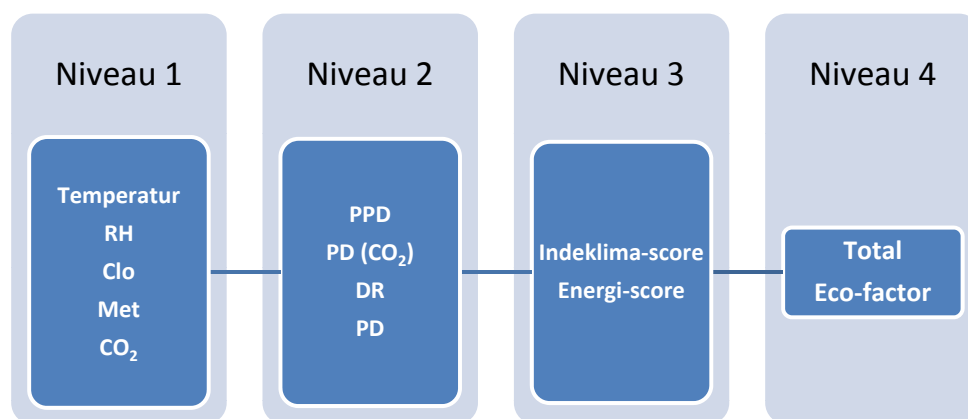 Niveau 1
Temperatur
RH
Clo
Met
CO₂
Niveau 2
PPD
PD (CO₂)
DR
PD
Niveau 3
Indeklima-score
Energi-score
Niveau 4
Total
Eco-factor